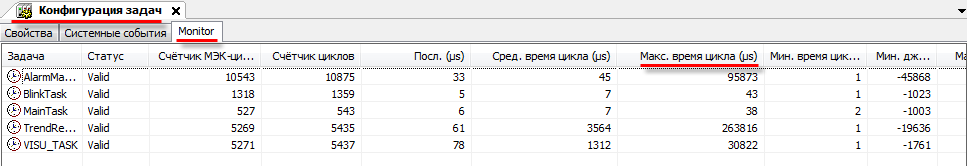 Конфигурация задач
Свойства Системные события Monitor
Задача Статус Счётчик МЭК-ци... Счётчик циклов Посл. (µs) Сред. время цикла (µs) Макс. время цикла (µs) Мин. время цик... Мин. дж... Ма
AlarmMa... Valid 10543 10875 33 45 95873 1 -45868
BlinkTask Valid 1318 1359 5 7 43 1 -1023
MainTask Valid 527 543 6 7 38 2 -1003
TrendRe... Valid 5269 5435 61 3564 263816 1 -19636
VISU_TASK Valid 5271 5437 78 1312 30822 1 -1761